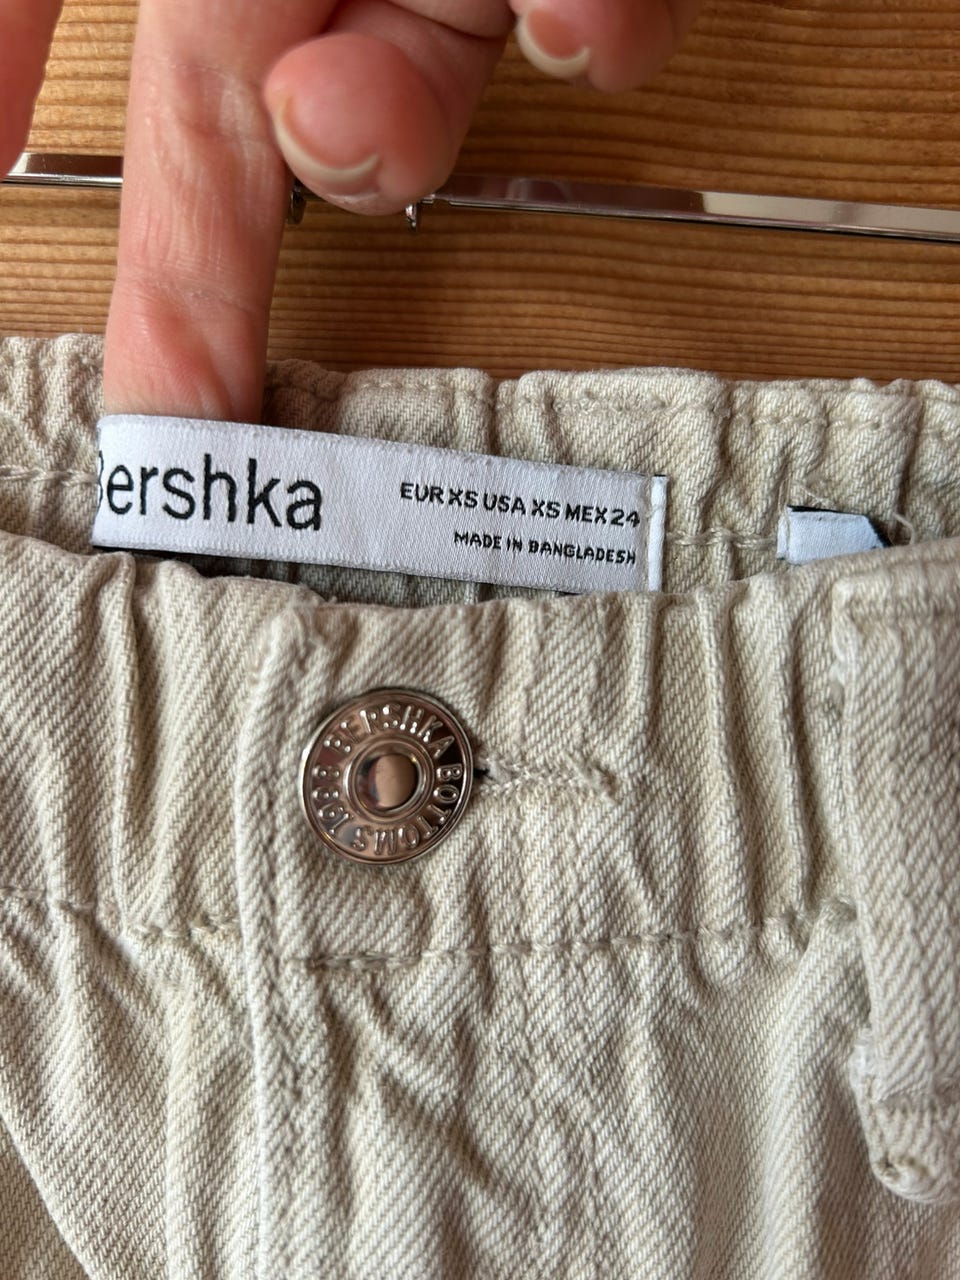 Bershka
EUR XS USA XS MEX 24
MADE IN BANGLADESH
BERSHKA BOTTOMS 1998